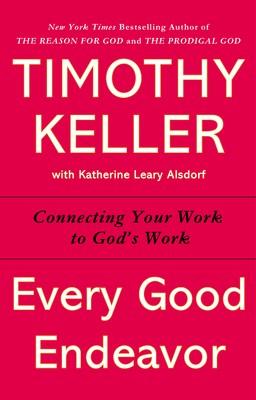 New York Times Bestselling Author of
THE REASON FOR GOD and THE PRODIGAL GOD
TIMOTHY
KELLER
with Katherine Leary Alsdorf
Connecting Your Work
to God's Work
Every Good
Endeavor